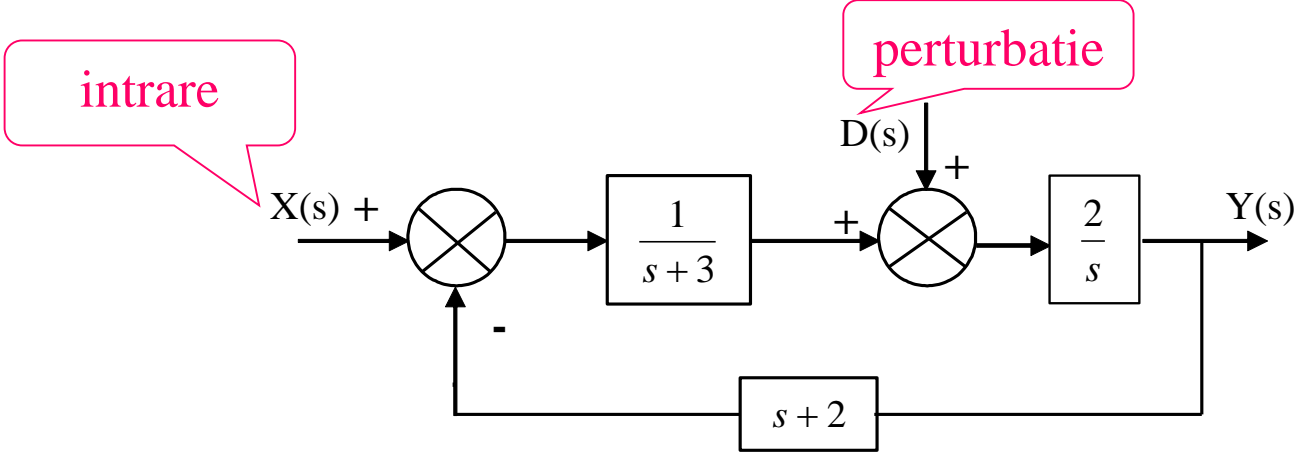 perturbatie
intrare
D(s)
+
X(s) +
1
s + 3
+
2
s
Y(s)
-
s + 2